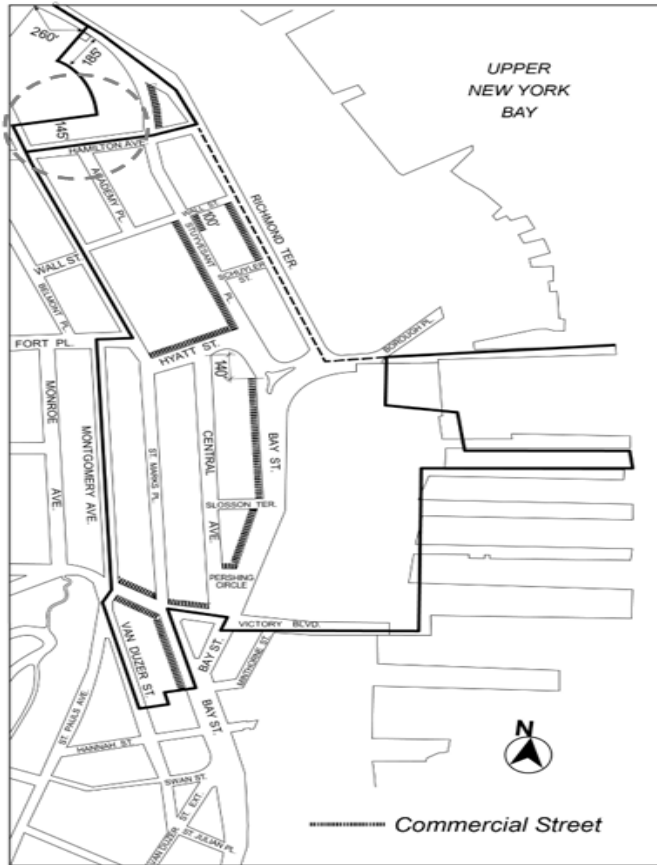 260'
185'
UPPER
NEW YORK
BAY
145'
HAMILTON AVE.
ACADEMY PL.
RICHMOND TER.
WALL ST.
100'
STUYVESANT
PL.
SCHUYLER
ST.
WALL ST.
BELMONT PL.
BOROUGH PL.
FORT PL.
HYATT ST.
140'
MONROE
AVE.
MONTGOMERY AVE.
ST. MARKS PL.
CENTRAL
AVE.
BAY ST.
SLOSSON TER.
PERSHING
CIRCLE
VICTORY BLVD.
VAN DUZER ST.
BAY ST.
MINTHORNE ST.
ST. PAULS AVE.
BAY ST.
HANNAH ST.
N
SWAN ST.
VAN DUZER
ST. EXT.
ST JULIAN PL.
Commercial Street